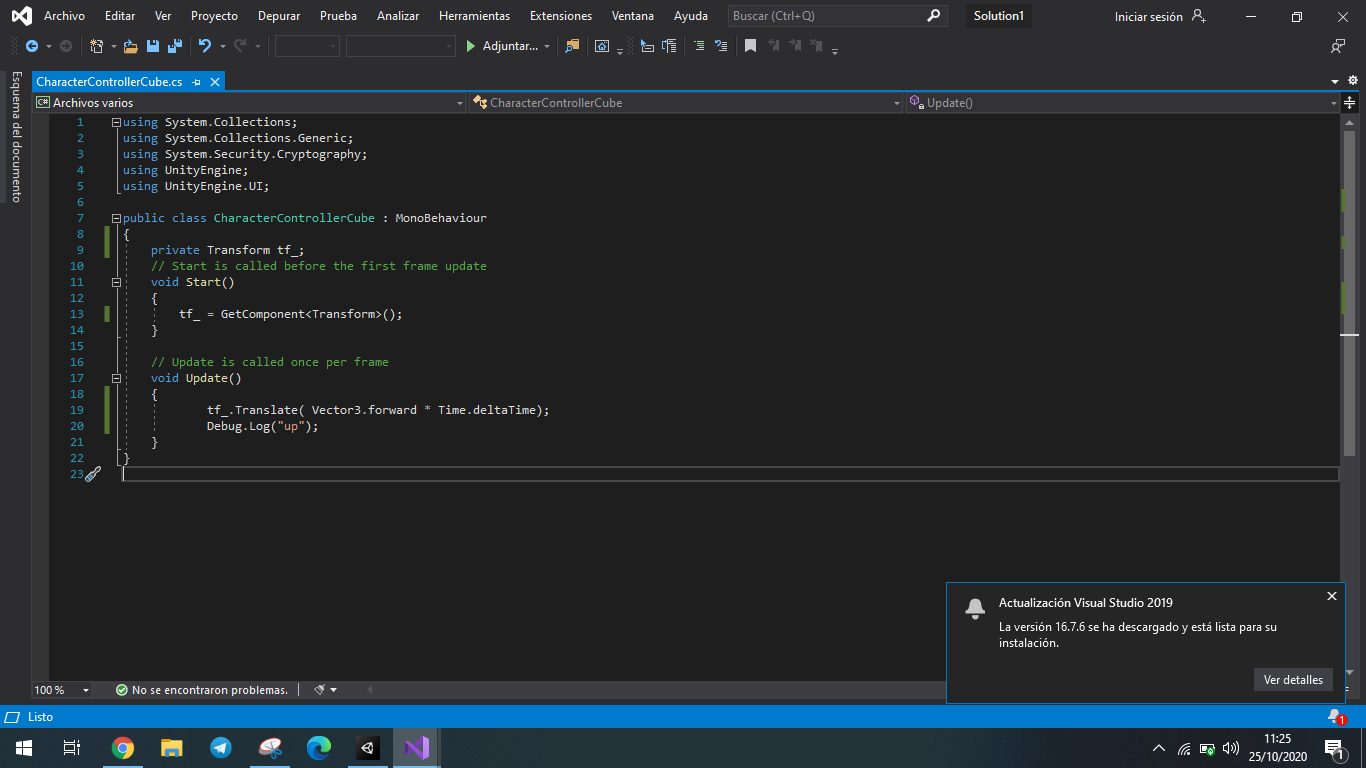 Archivo Editar Ver Proyecto Depurar Prueba Analizar Herramientas Extensiones Ventana Ayuda Buscar (Ctrl+Q) Solution1 Iniciar sesión
Adjuntar...
Esquema del documento
CharacterControllerCube.cs
C# Archivos varios CharacterControllerCube Update()
1 using System.Collections;
2 using System.Collections.Generic;
3 using System.Security.Cryptography;
4 using UnityEngine;
5 using UnityEngine.UI;
6
7 public class CharacterControllerCube : MonoBehaviour
8 {
9 private Transform tf_;
10 // Start is called before the first frame update
11 void Start()
12 {
13 tf_ = GetComponent<Transform>();
14 }
15
16 // Update is called once per frame
17 void Update()
18 {
19 tf_.Translate( Vector3.forward * Time.deltaTime);
20 Debug.Log("up");
21 }
22 }
23
Actualización Visual Studio 2019
La versión 16.7.6 se ha descargado y está lista para su
instalación.
Ver detalles
100 % No se encontraron problemas.
Listo 1
11:25
25/10/2020 1